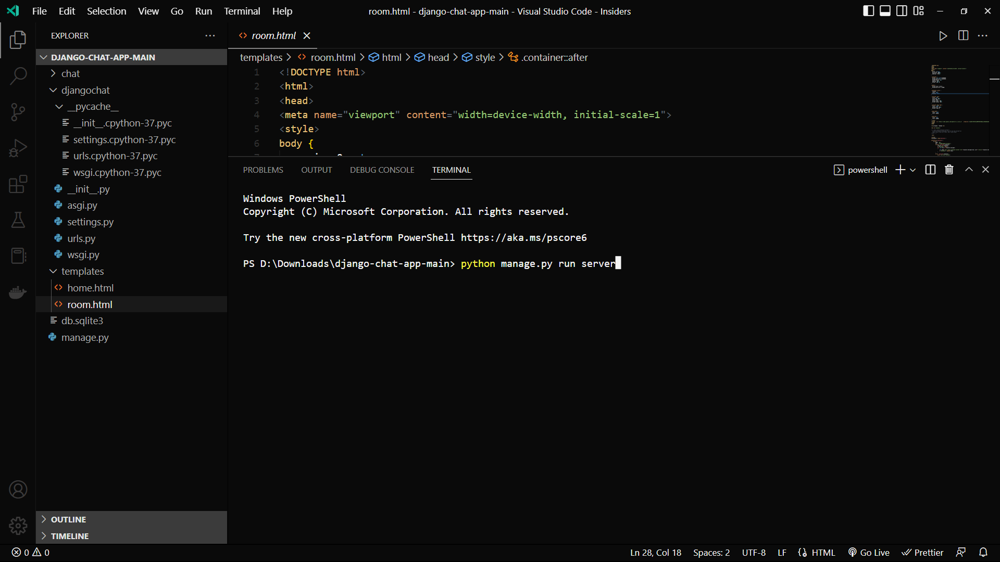 File Edit Selection View Go Run Terminal Help
room.html - django-chat-app-main - Visual Studio Code - Insiders
EXPLORER
DJANGO-CHAT-APP-MAIN
chat
djangochat
__pycache__
__init__.cpython-37.pyc
settings.cpython-37.pyc
urls.cpython-37.pyc
wsgi.cpython-37.pyc
__init__.py
asgi.py
settings.py
urls.py
wsgi.py
templates
home.html
room.html
db.sqlite3
manage.py
OUTLINE
TIMELINE
room.html
templates > room.html > html > head > style > .container::after
1 <!DOCTYPE html>
2 <html>
3 <head>
4 <meta name="viewport" content="width=device-width, initial-scale=1">
5 <style>
6 body {
PROBLEMS OUTPUT DEBUG CONSOLE TERMINAL
powershell
Windows PowerShell
Copyright (C) Microsoft Corporation. All rights reserved.
Try the new cross-platform PowerShell https://aka.ms/pscore6
PS D:\Downloads\django-chat-app-main> python manage.py run server
0 0
Ln 28, Col 18 Spaces: 2 UTF-8 LF HTML Go Live Prettier